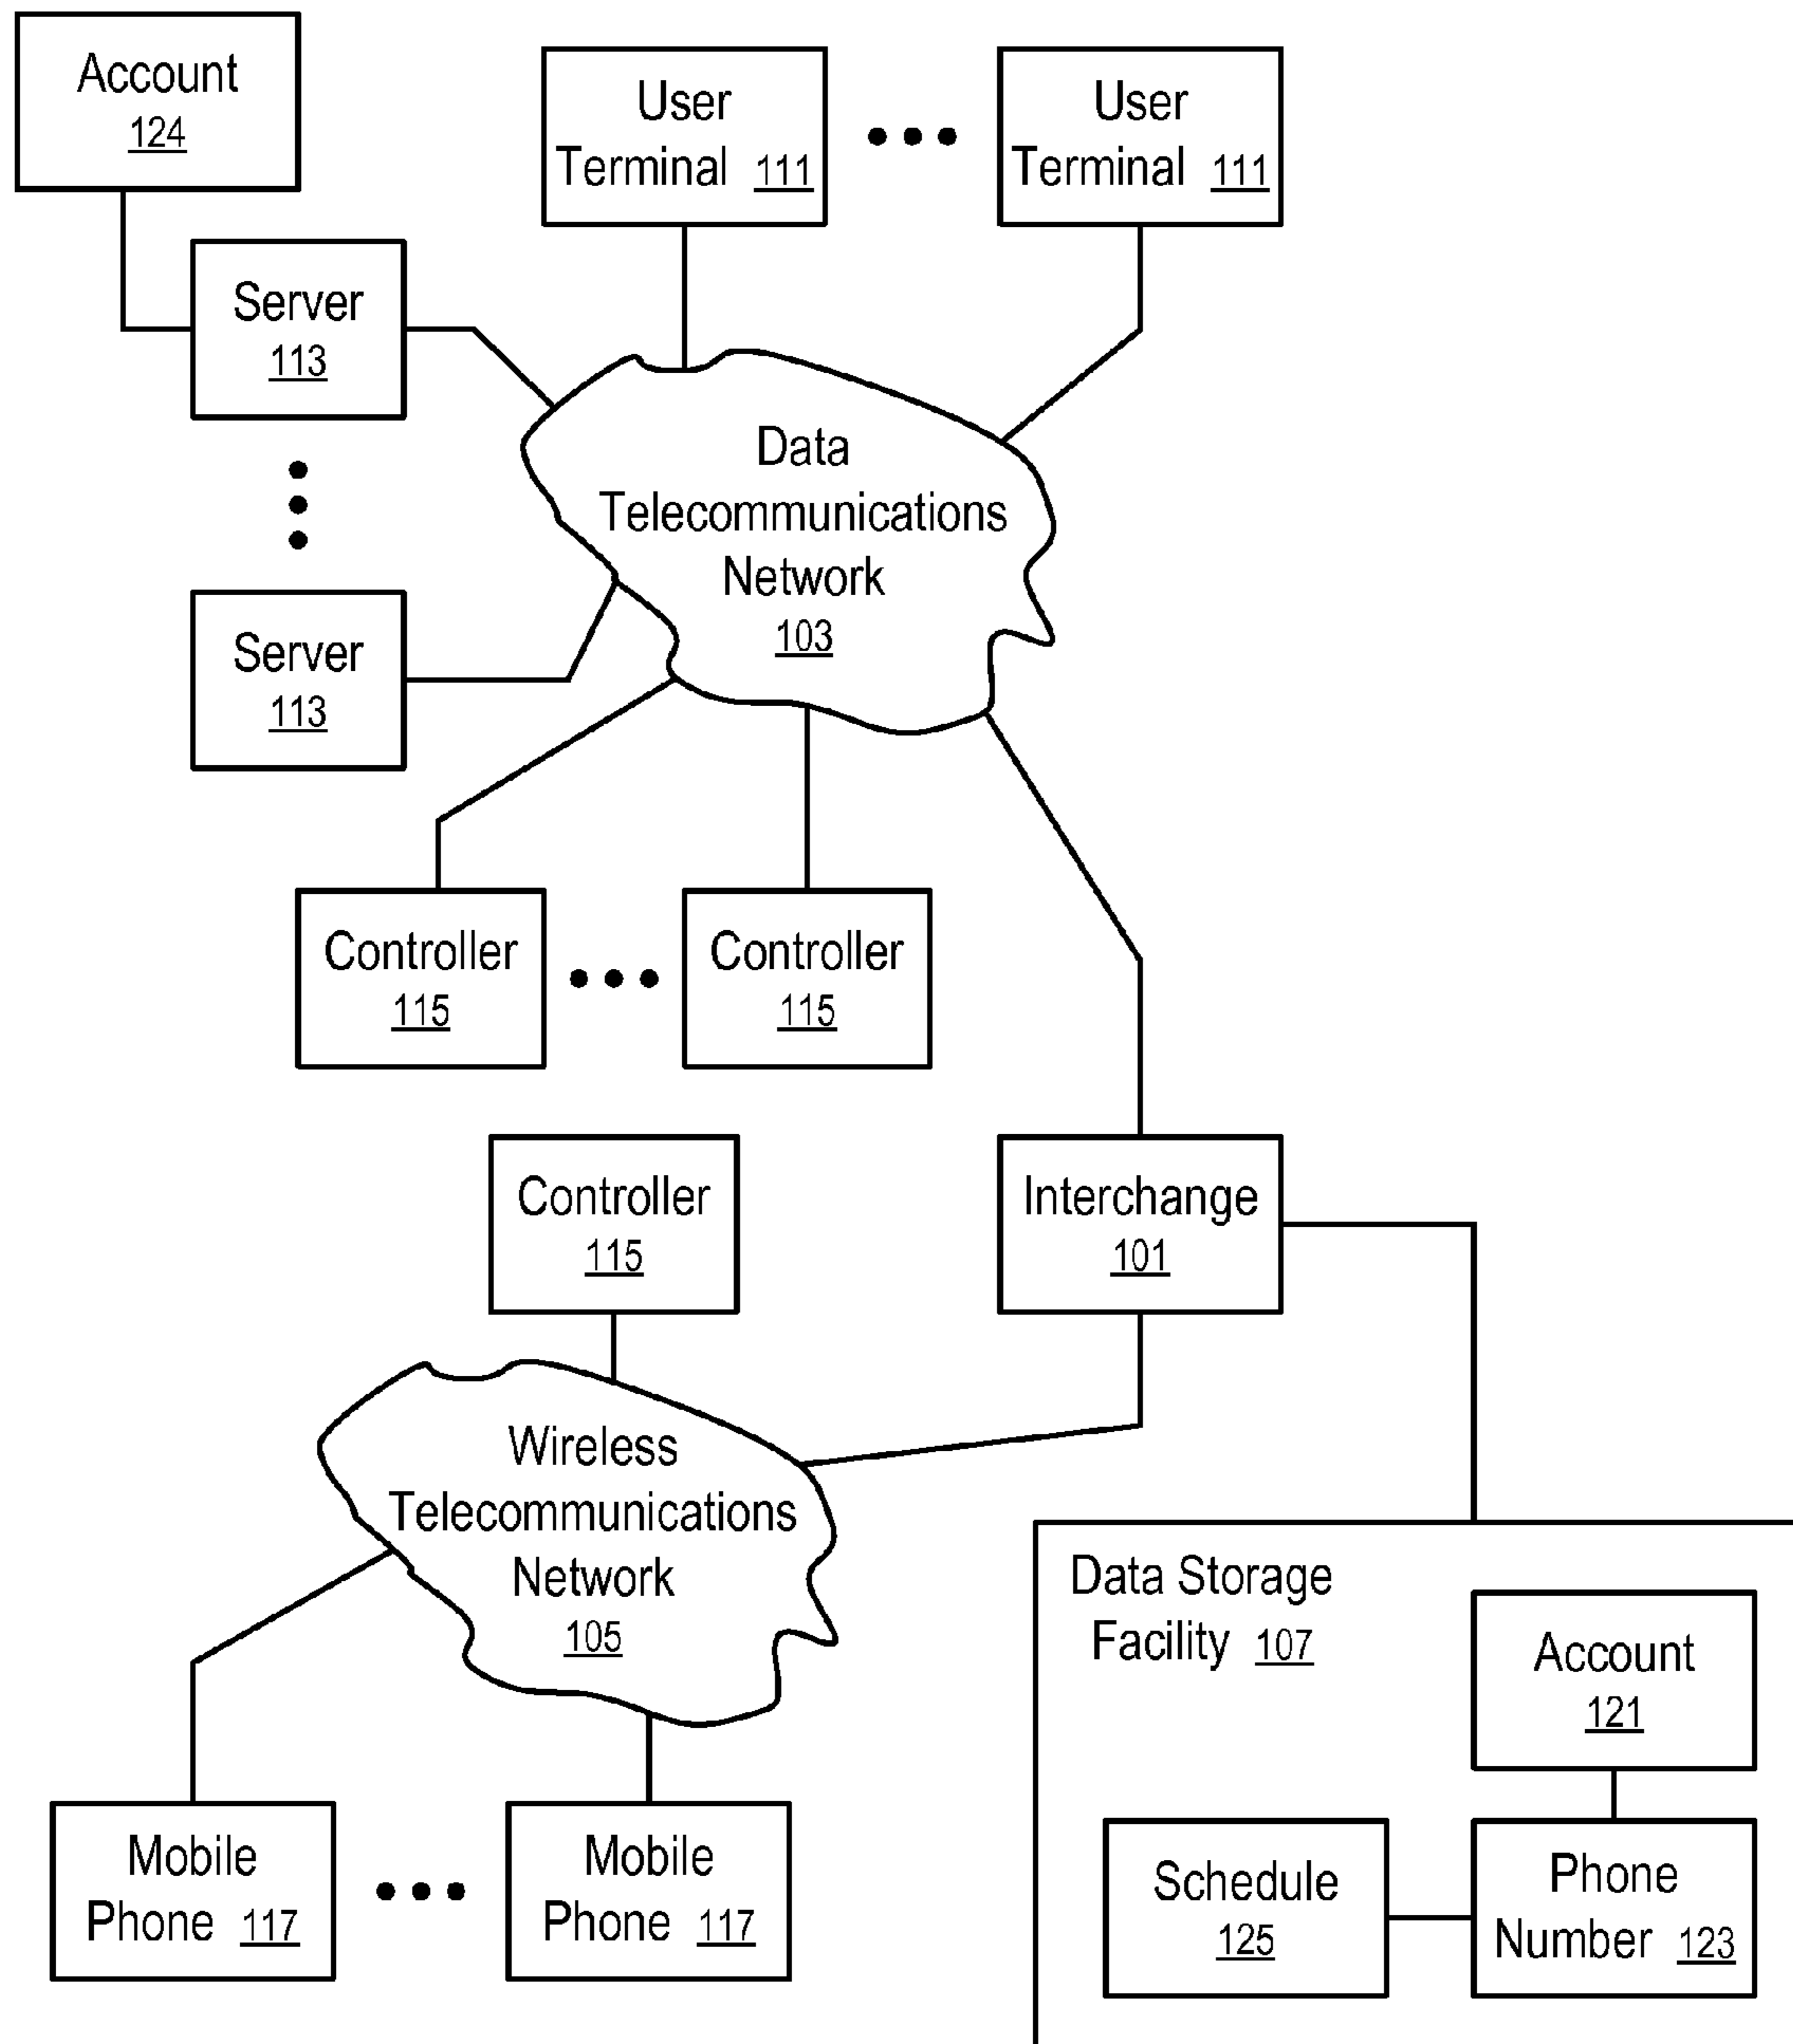 Account
124
User
Terminal 111
User
Terminal 111
Server
113
Data
Telecommunications
Network
103
Server
113
Controller
115
Controller
115
Controller
115
Interchange
101
Wireless
Telecommunications
Network
105
Data Storage
Facility 107
Account
121
Mobile
Phone 117
Mobile
Phone 117
Schedule
125
Phone
Number 123